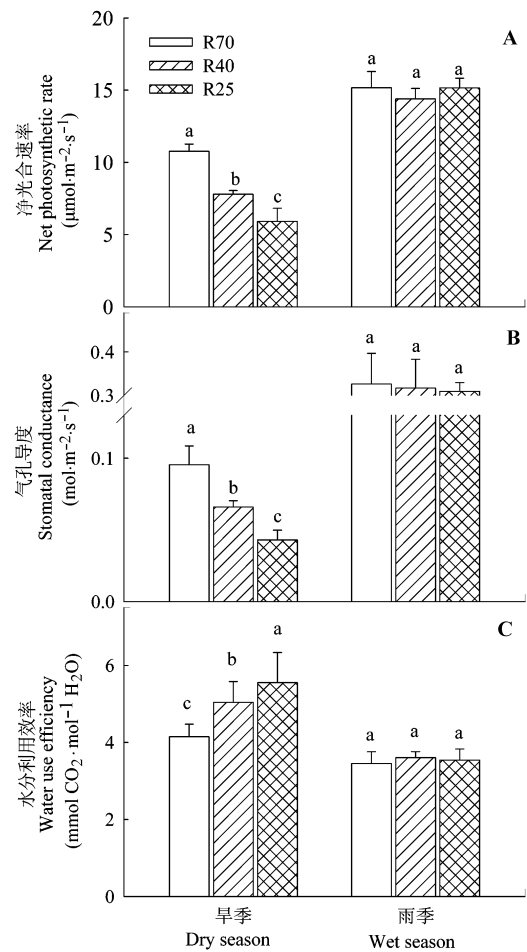 20
A
R70
R40
R25
a
a
a
a
15
净光合速率
Net photosynthetic rate
(μmol·m⁻²·s⁻¹)
10
b
c
5
0
B
0.4
a
a
a
0.3
气孔导度
Stomatal conductance
(mol·m⁻²·s⁻¹)
a
0.1
b
c
0.0
C
水分利用效率
Water use efficiency
(mmol CO₂·mol⁻¹ H₂O)
a
b
6
c
a
a
a
4
2
0
旱季
雨季
Dry season
Wet season